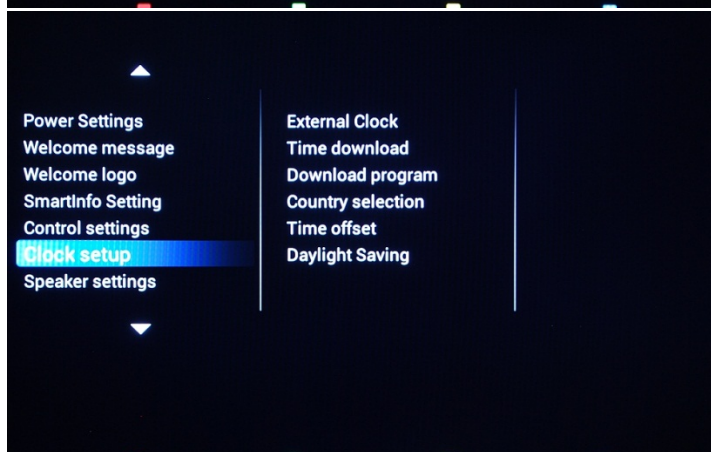 Power Settings
Welcome message
Welcome logo
SmartInfo Setting
Control settings
Clock setup
Speaker settings
External Clock
Time download
Download program
Country selection
Time offset
Daylight Saving